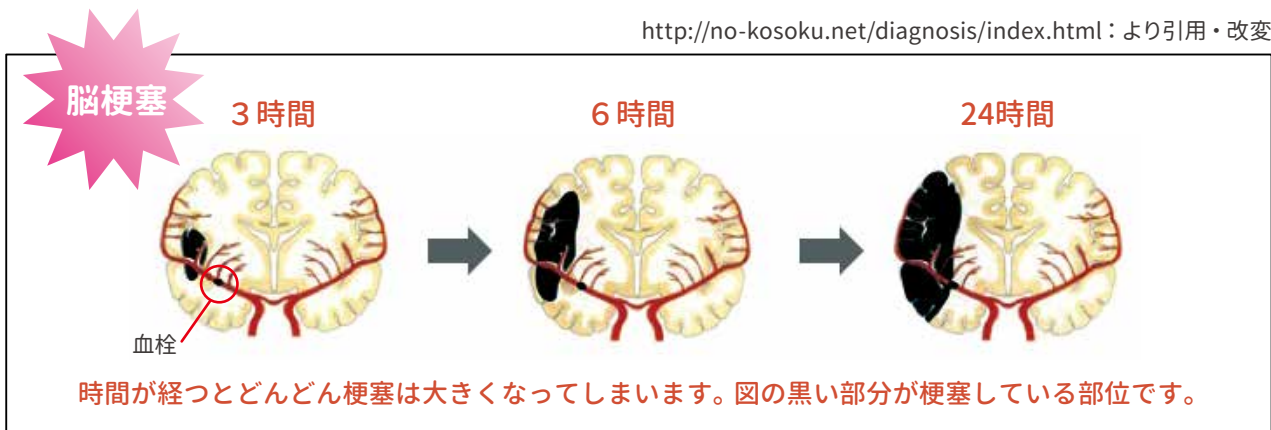 http://no-kosoku.net/diagnosis/index.html：より引用・改変
脳梗塞
３時間
６時間
24時間
血栓
時間が経つとどんどん梗塞は大きくなってしまいます。図の黒い部分が梗塞している部位です。